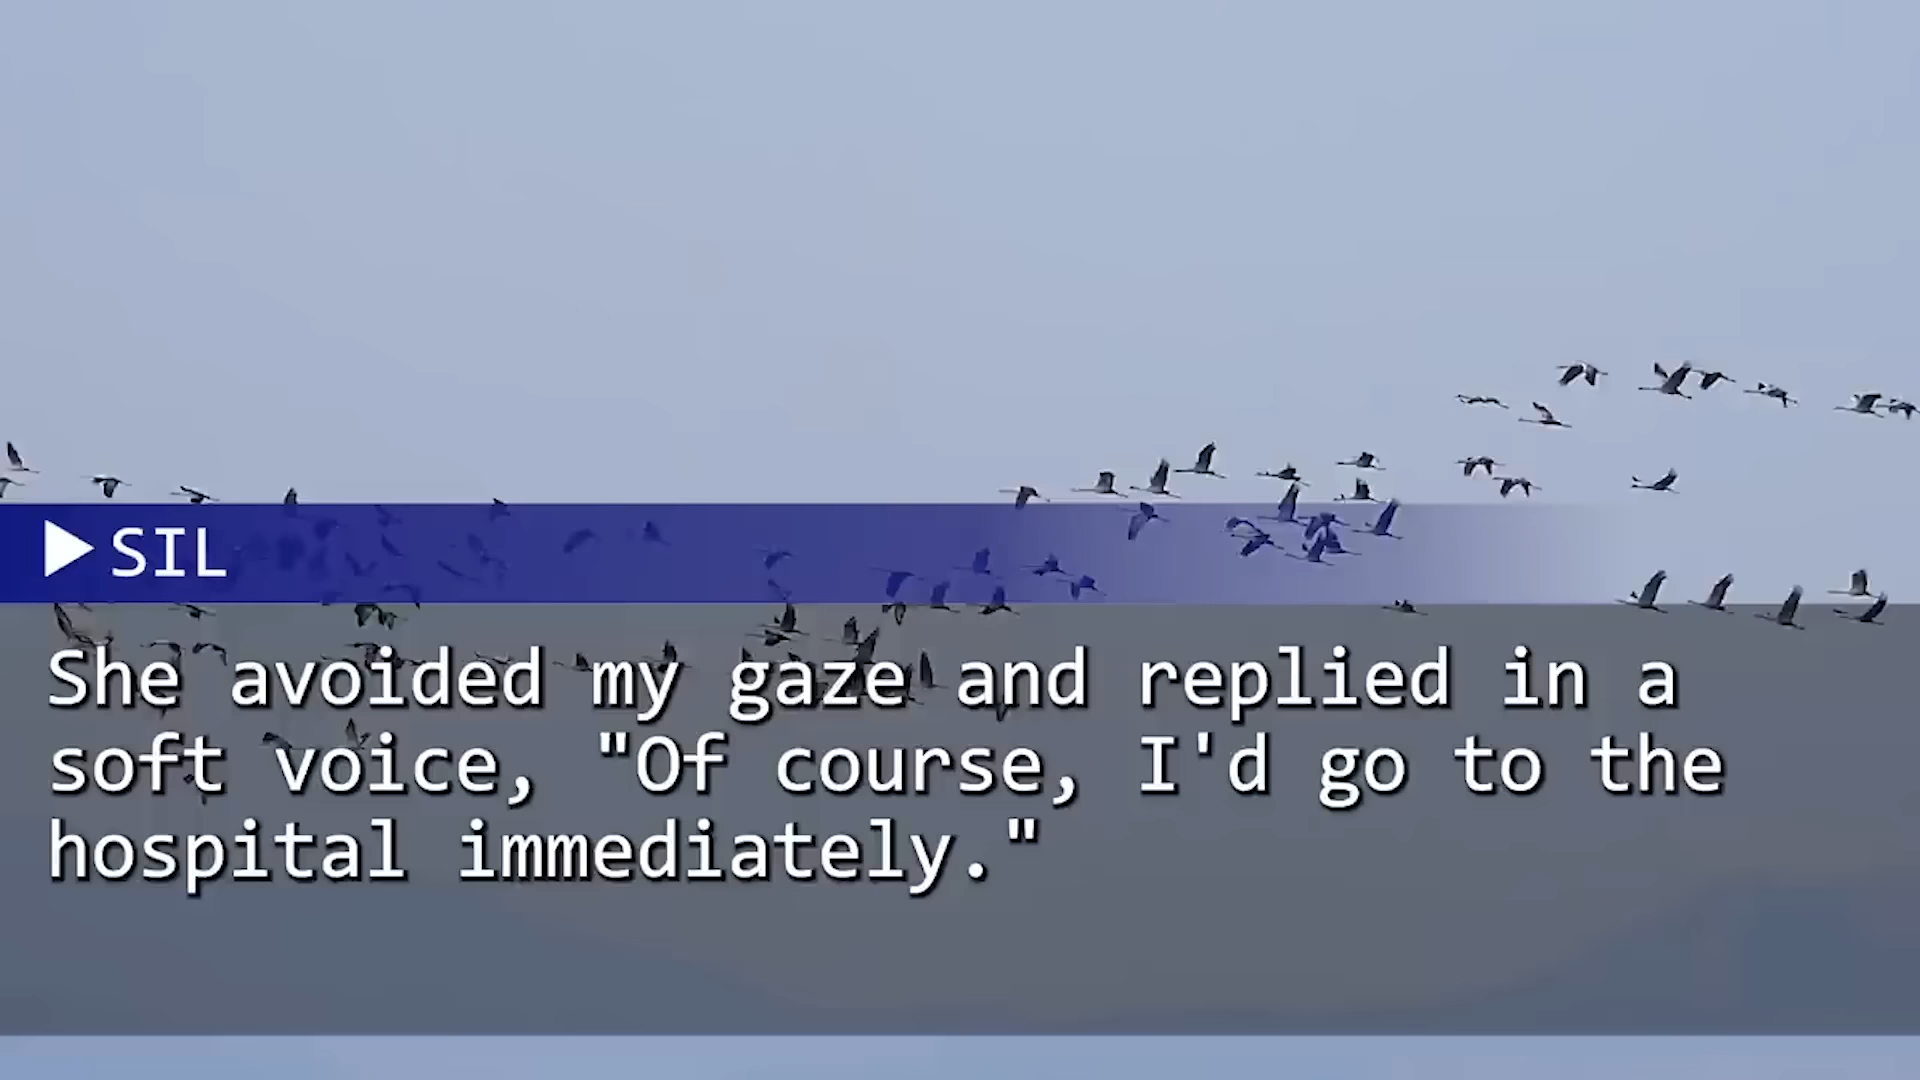 SIL
She avoided my gaze and replied in a
soft voice, "Of course, I'd go to the
hospital immediately."